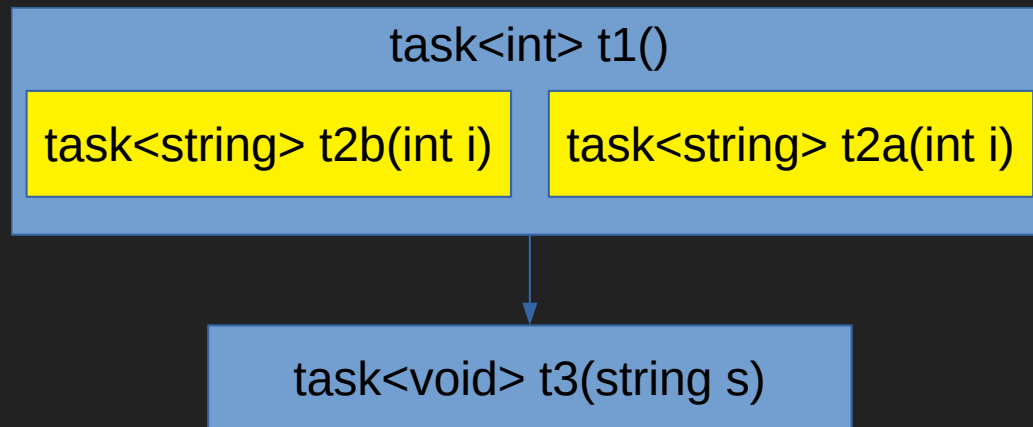 task<int> t1()
task<string> t2b(int i)
task<string> t2a(int i)
task<void> t3(string s)